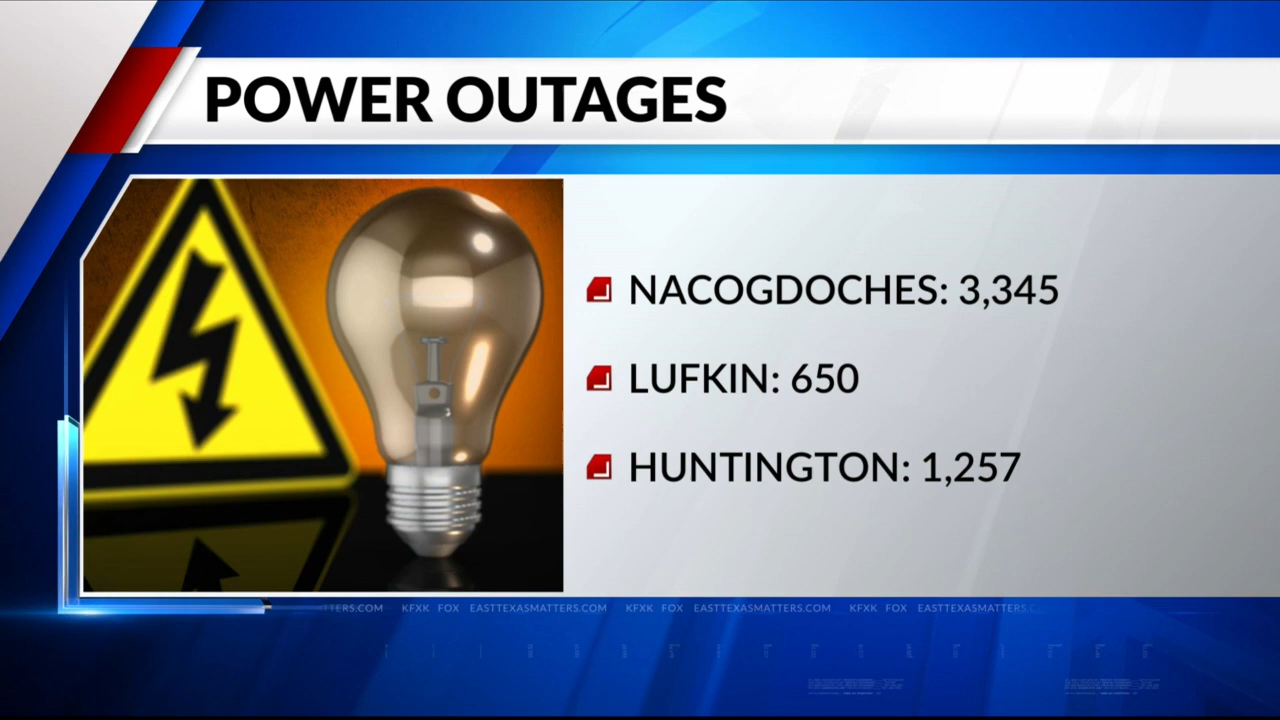 POWER OUTAGES
NACOGDOCHES: 3,345
LUFKIN: 650
HUNTINGTON: 1,257
TTERS.COM KFXK FOX EASTTEXASMATTERS.COM KFXK FOX EASTTEXASMATTERS.COM KFXK FOX EASTTEXASMATTERS.C